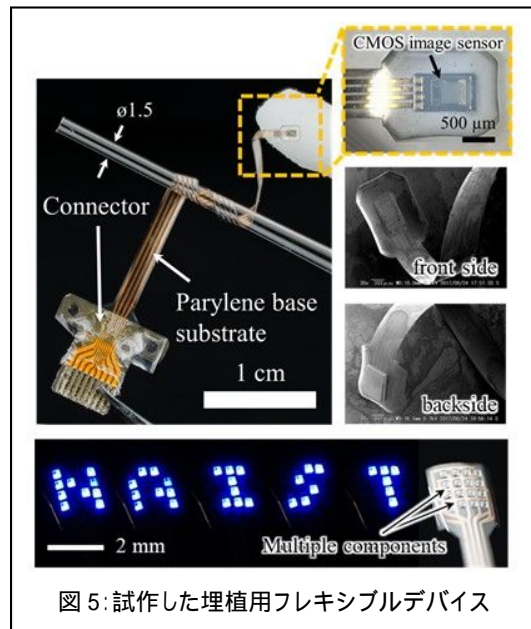 CMOS image sensor
500 µm
ø1.5
Connector
Parylene base
substrate
1 cm
front side
backside
NAIST
2 mm
Multiple components
図 5:試作した埋植用フレキシブルデバイス